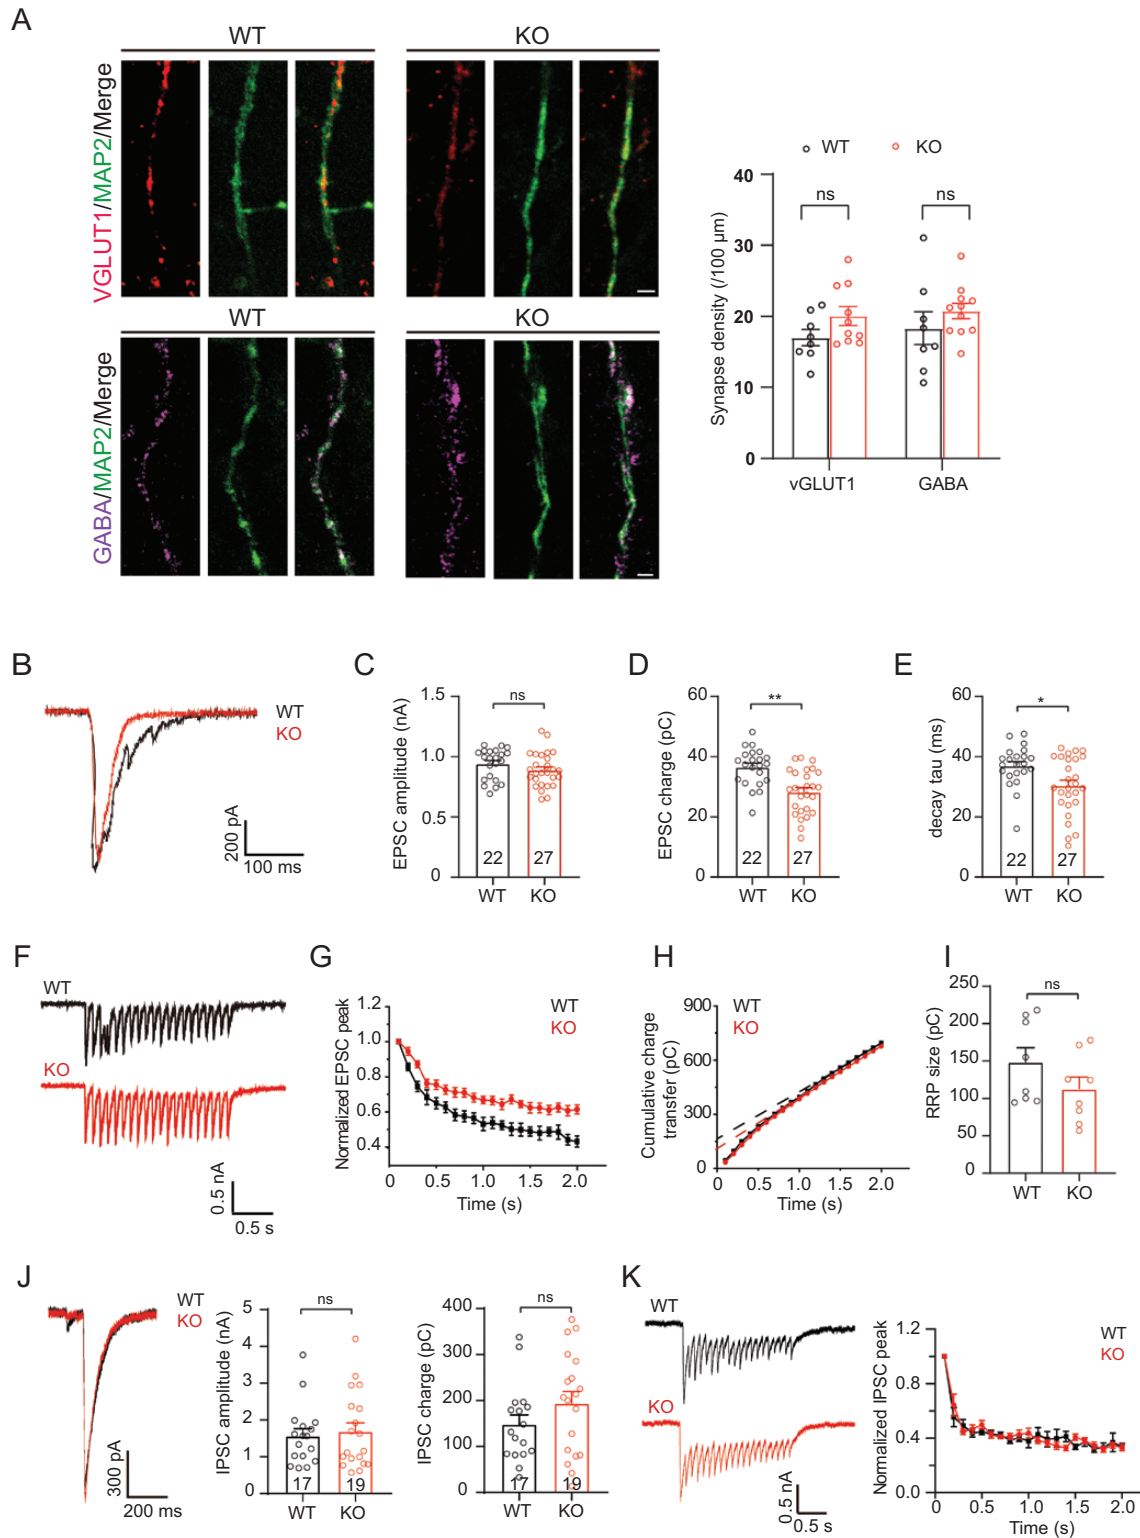 A
WT
KO
VGLUT1/MAP2/Merge
WT
KO
GABA/MAP2/Merge
WT
KO
ns
ns
Synapse density (/100 µm)
40
30
20
10
0
vGLUT1
GABA
B
WT
KO
200 pA
100 ms
C
EPSC amplitude (nA)
1.5
1.0
0.5
0
ns
22
27
WT
KO
D
EPSC charge (pC)
60
40
20
0
**
22
27
WT
KO
E
decay tau (ms)
60
40
20
0
*
22
27
WT
KO
F
WT
KO
0.5 nA
0.5 s
G
Normalized EPSC peak
1.2
1.0
0.8
0.6
0.4
WT
KO
0
0.5
1.0
1.5
2.0
Time (s)
H
Cumulative charge
transfer (pC)
900
600
300
0
WT
KO
0
0.5
1.0
1.5
2.0
Time (s)
I
RRP size (pC)
250
200
150
100
50
0
ns
WT
KO
J
WT
KO
300 pA
200 ms
IPSC amplitude (nA)
5
4
3
2
1
0
ns
17
19
WT
KO
IPSC charge (pC)
400
300
200
100
0
ns
17
19
WT
KO
K
WT
KO
0.5 nA
0.5 s
Normalized IPSC peak
1.2
0.8
0.4
0.0
WT
KO
0
0.5
1.0
1.5
2.0
Time (s)